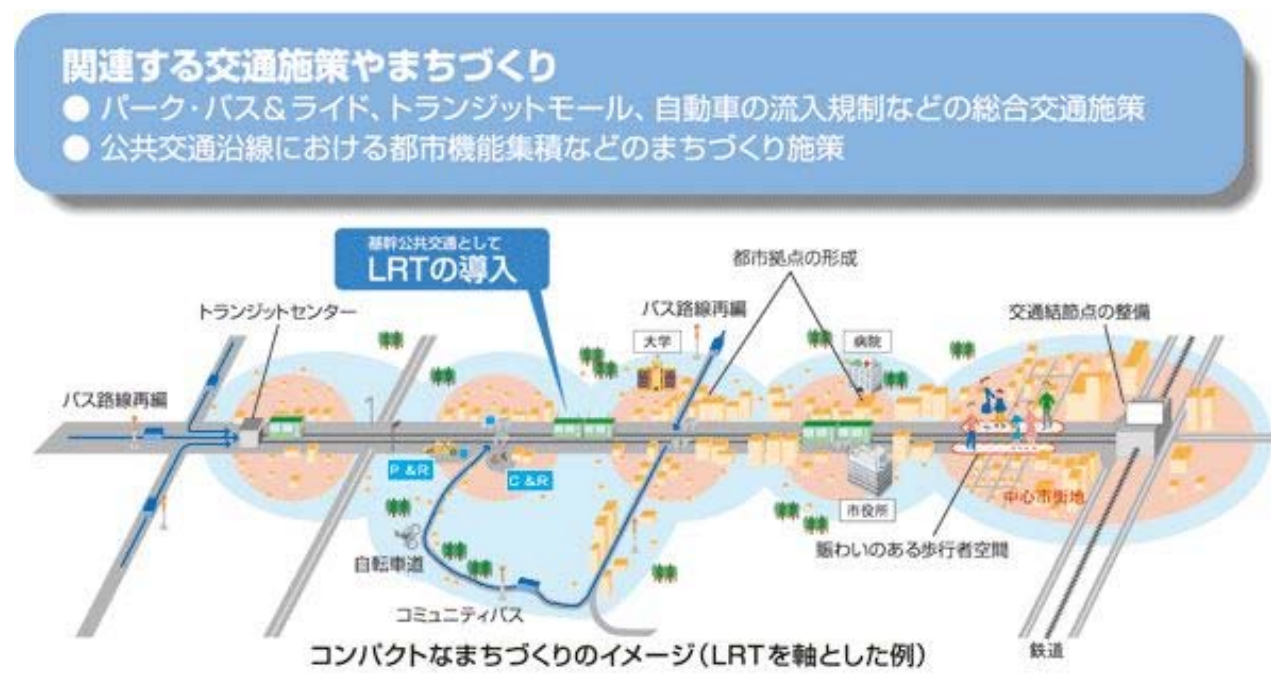 関連する交通施策やまちづくり
● パーク・バス&ライド、トランジットモール、自動車の流入規制などの総合交通施策
● 公共交通沿線における都市機能集積などのまちづくり施策
基幹公共交通として
LRTの導入
都市拠点の形成
トランジットセンター
バス路線再編
交通結節点の整備
大学
病院
バス路線再編
P&R
C&R
中心市街地
市役所
賑わいのある歩行者空間
自転車道
コミュニティバス
鉄道
コンパクトなまちづくりのイメージ(LRTを軸とした例)